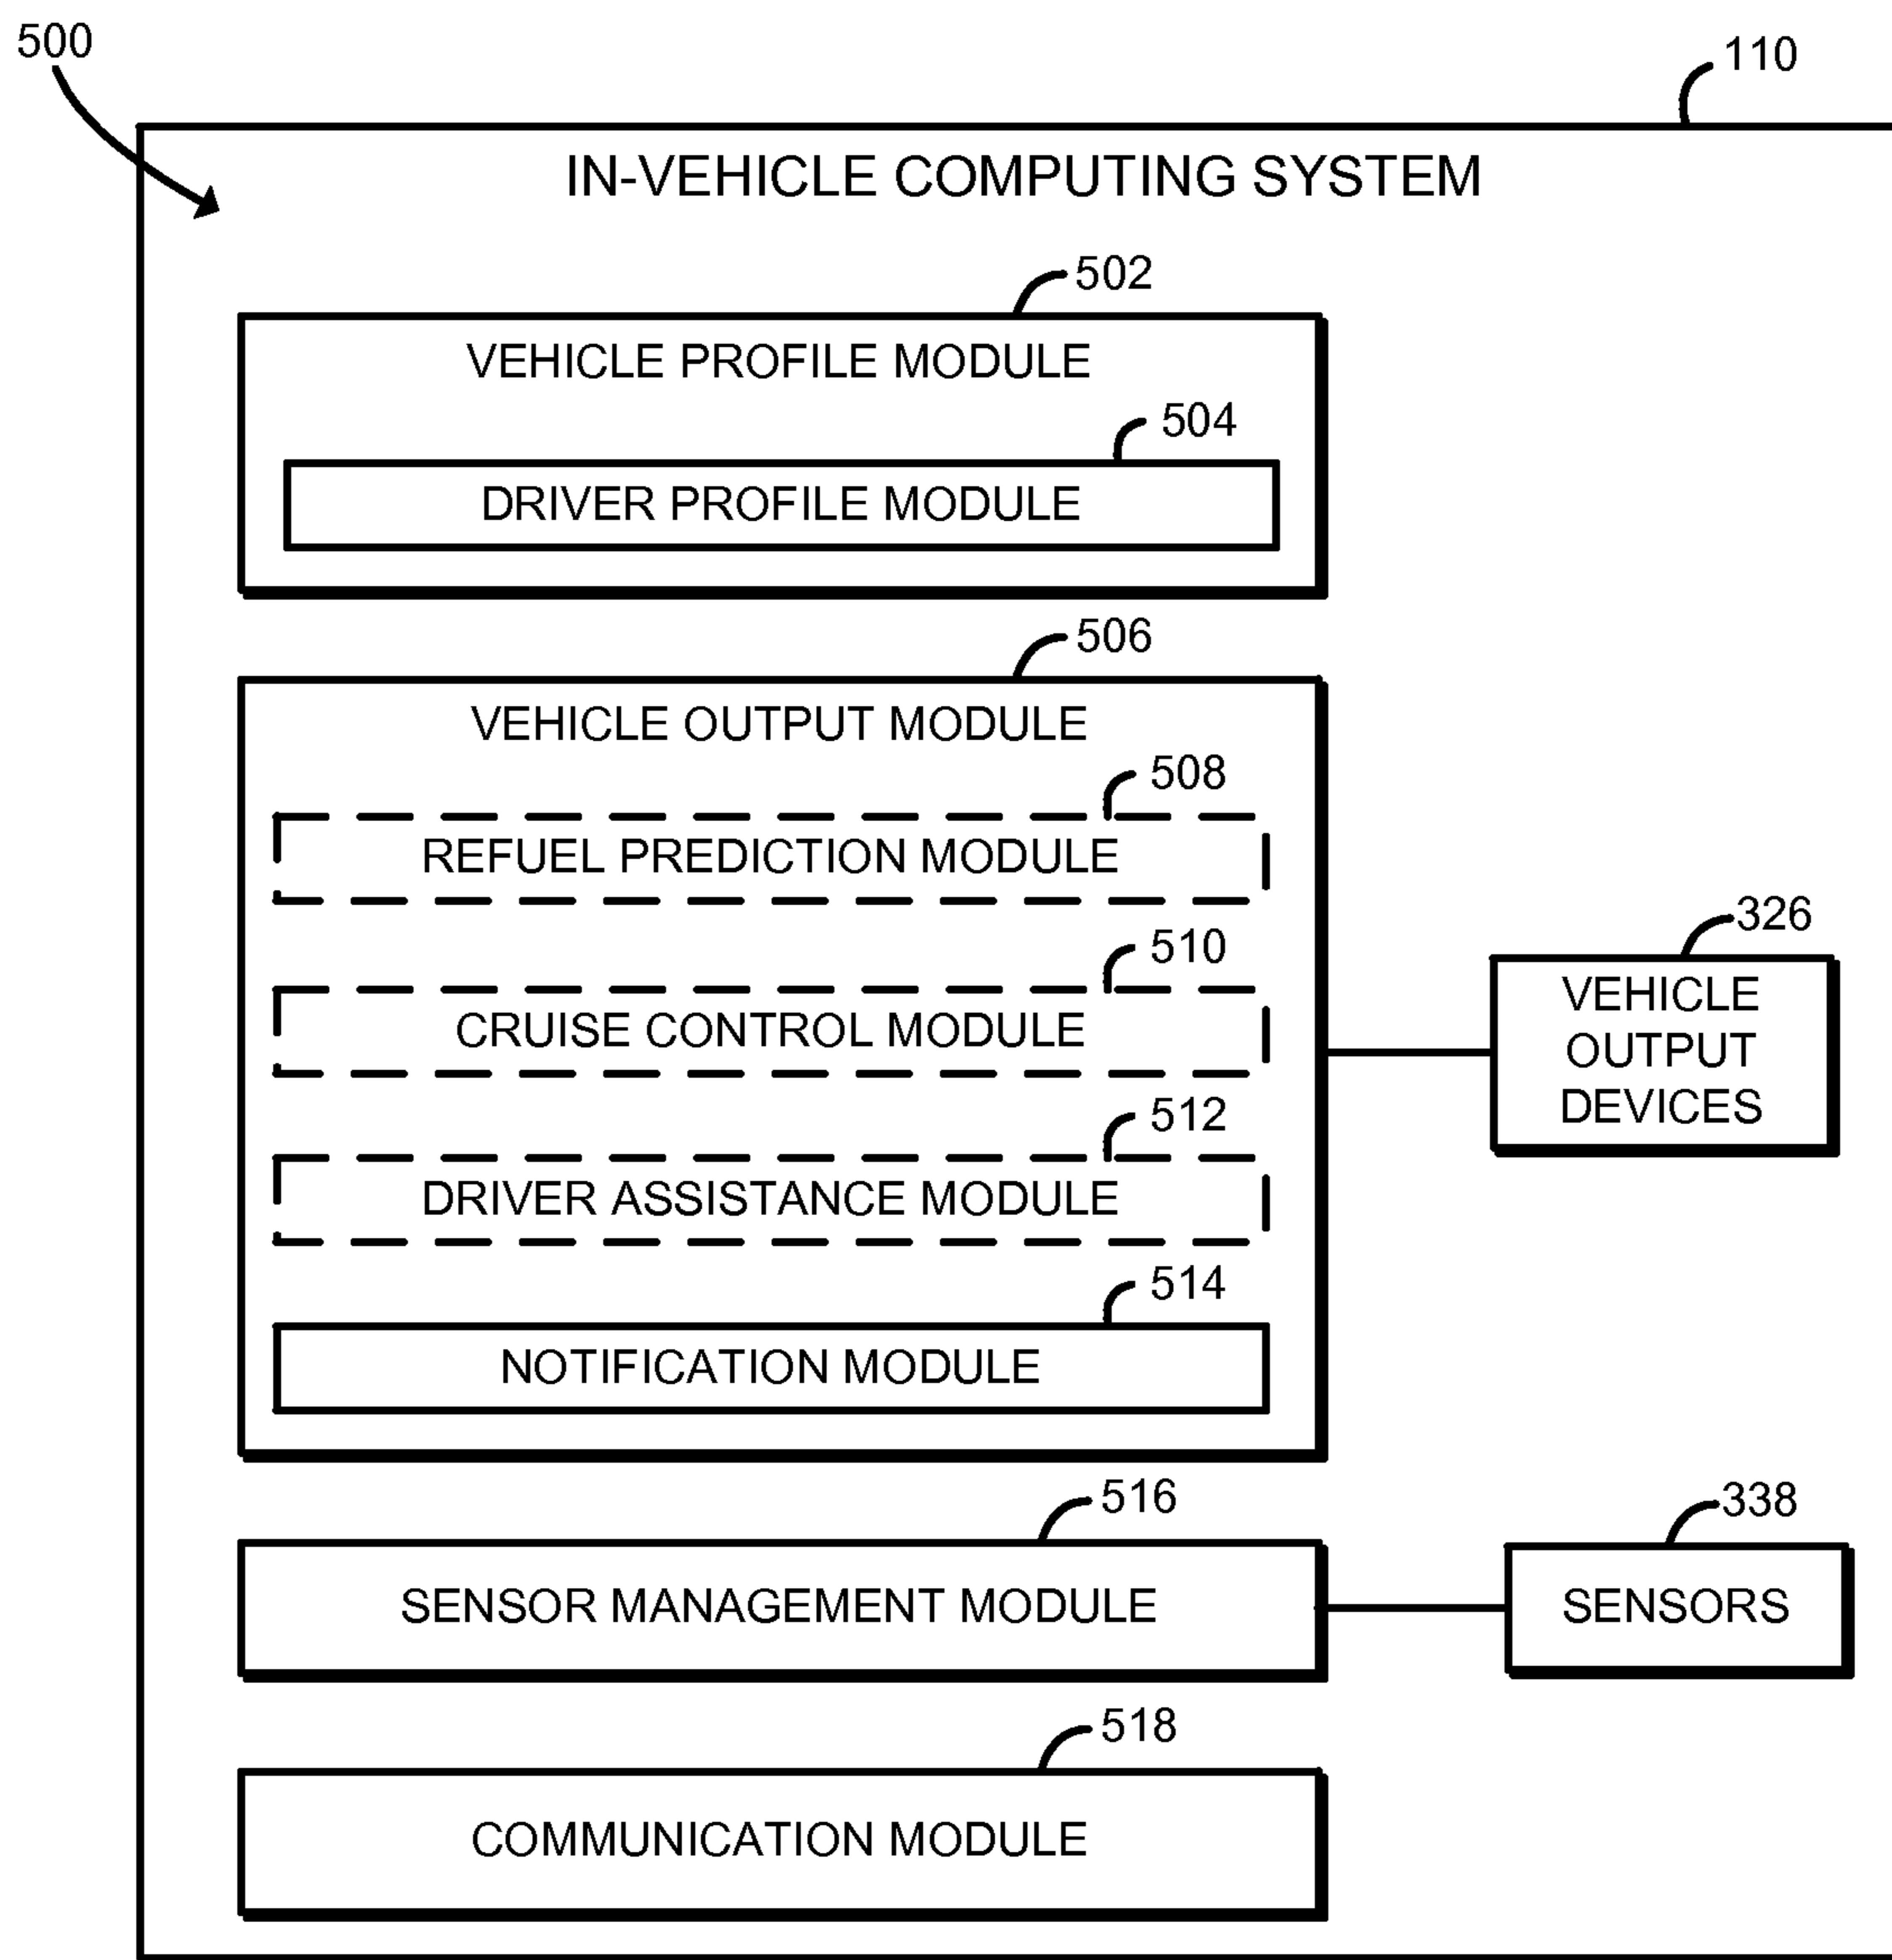 500
110
IN-VEHICLE COMPUTING SYSTEM
502
VEHICLE PROFILE MODULE
504
DRIVER PROFILE MODULE
506
VEHICLE OUTPUT MODULE
508
REFUEL PREDICTION MODULE
510
CRUISE CONTROL MODULE
512
DRIVER ASSISTANCE MODULE
514
NOTIFICATION MODULE
326
VEHICLE
OUTPUT
DEVICES
516
SENSOR MANAGEMENT MODULE
338
SENSORS
518
COMMUNICATION MODULE